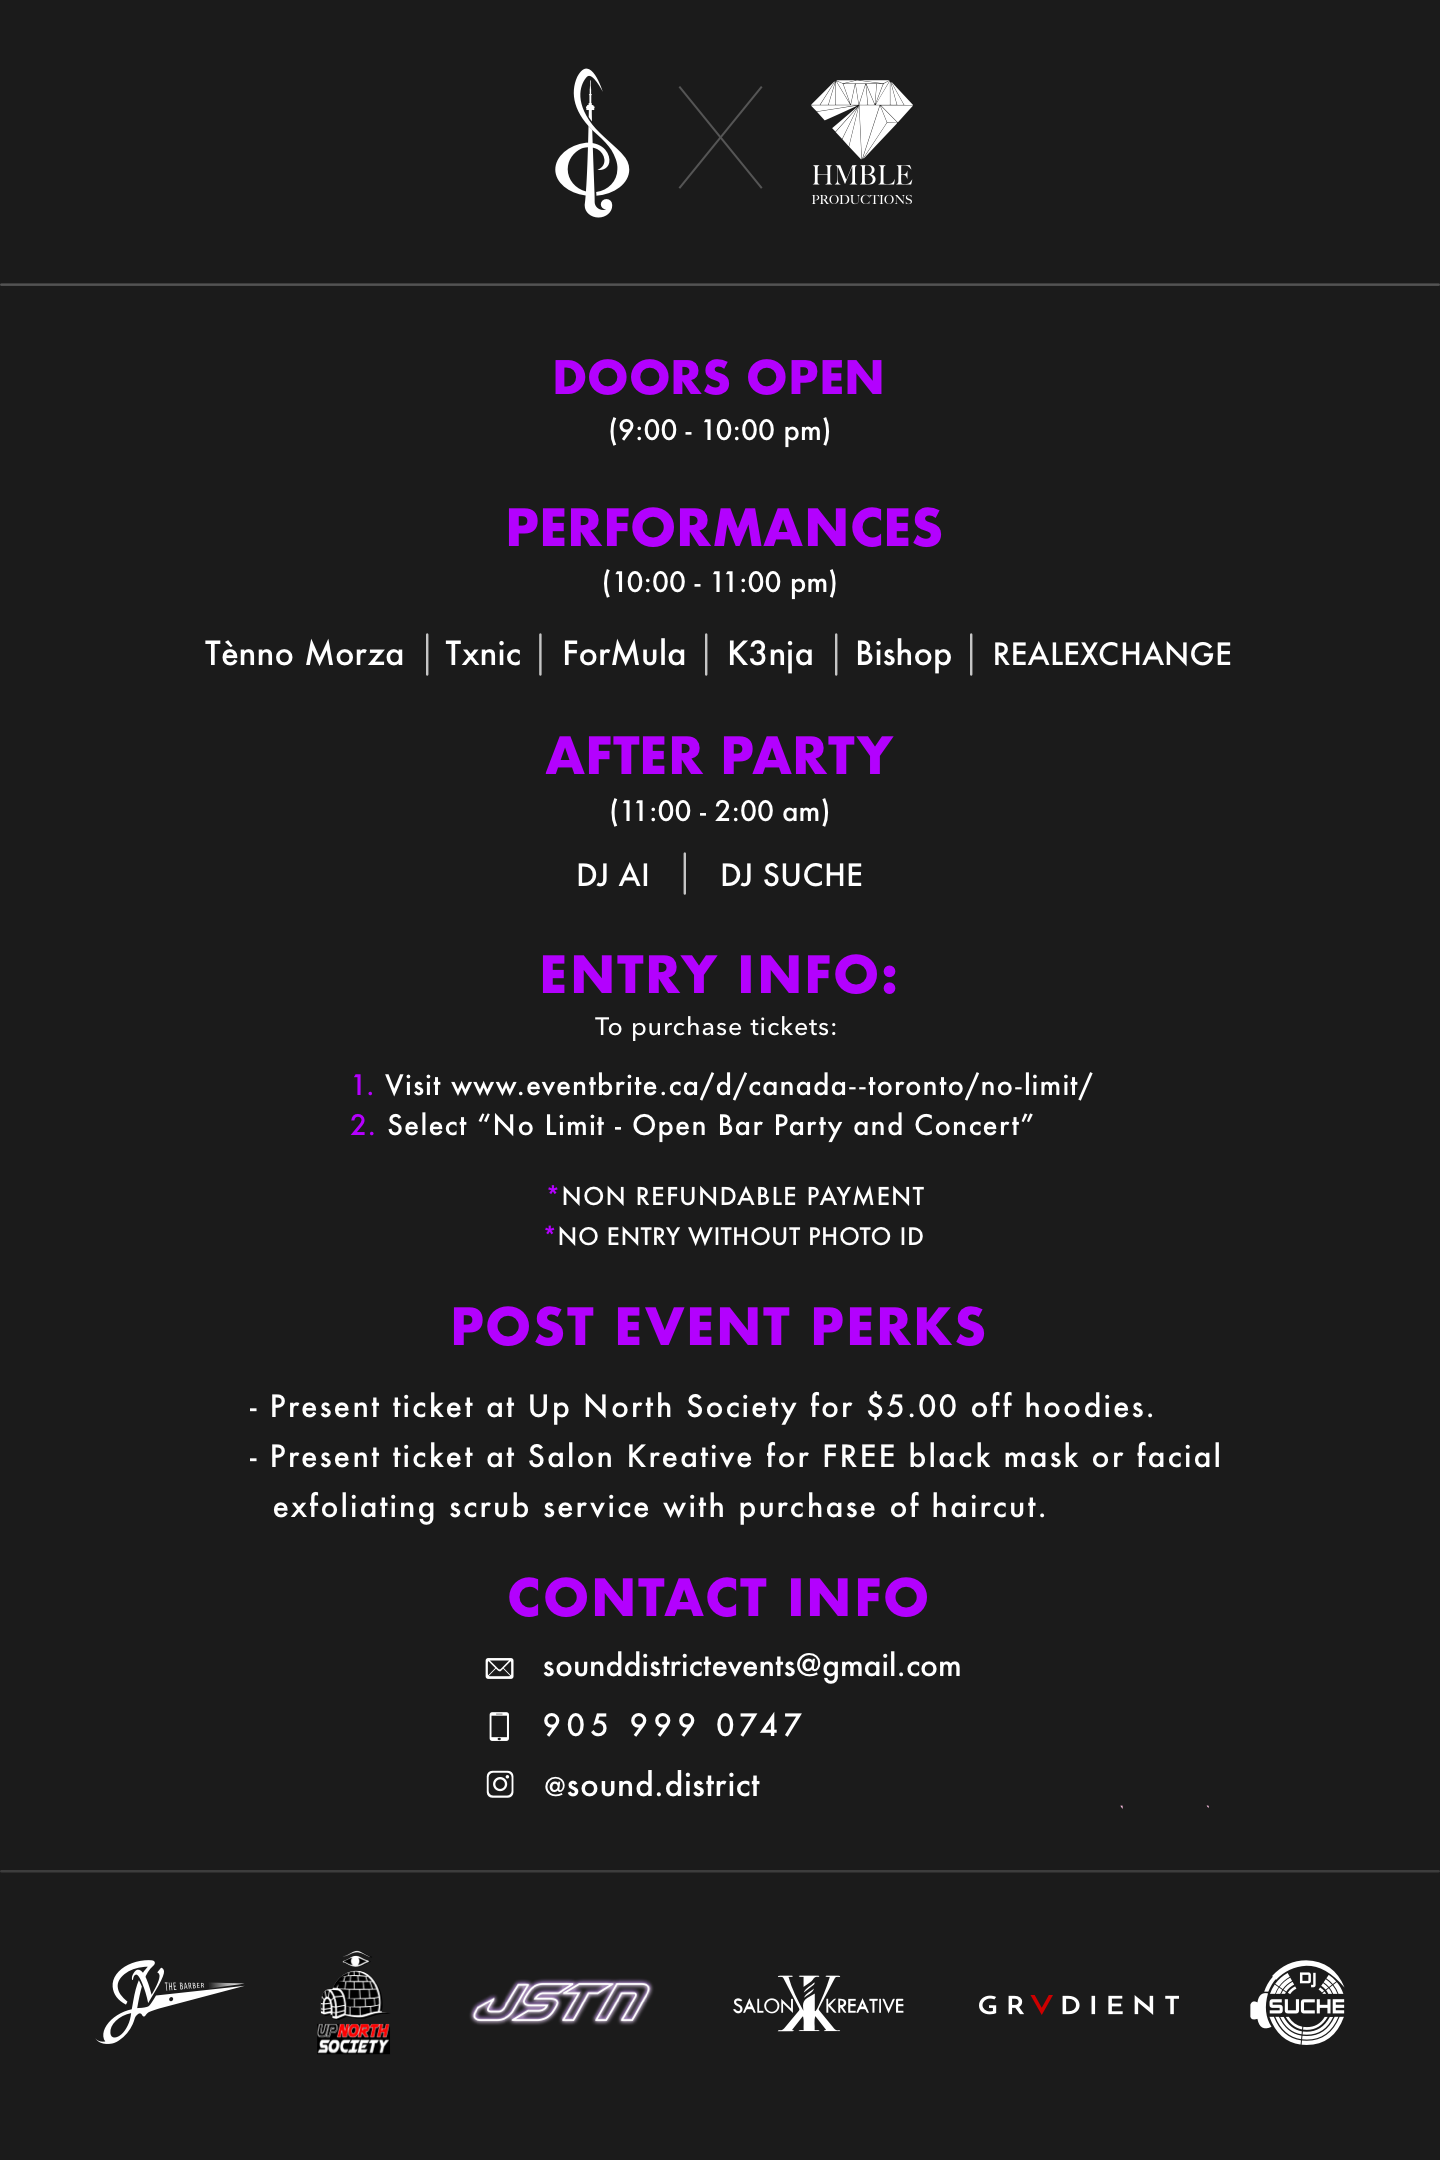 HMBLE
PRODUCTIONS
DOORS OPEN
(9:00 - 10:00 pm)
PERFORMANCES
(10:00 - 11:00 pm)
Tènno Morza | Txnic | ForMula | K3nja | Bishop | REALEXCHANGE
AFTER PARTY
(11:00 - 2:00 am)
DJ AI | DJ SUCHE
ENTRY INFO:
To purchase tickets:
1. Visit www.eventbrite.ca/d/canada--toronto/no-limit/
2. Select “No Limit - Open Bar Party and Concert”
*NON REFUNDABLE PAYMENT
*NO ENTRY WITHOUT PHOTO ID
POST EVENT PERKS
- Present ticket at Up North Society for $5.00 off hoodies.
- Present ticket at Salon Kreative for FREE black mask or facial
exfoliating scrub service with purchase of haircut.
CONTACT INFO
sounddistrictevents@gmail.com
905 999 0747
@sound.district
THE BARBER
UPNORTH
SOCIETY
JSTN
SALON KREATIVE
GRVDIENT
DJ
SUCHE